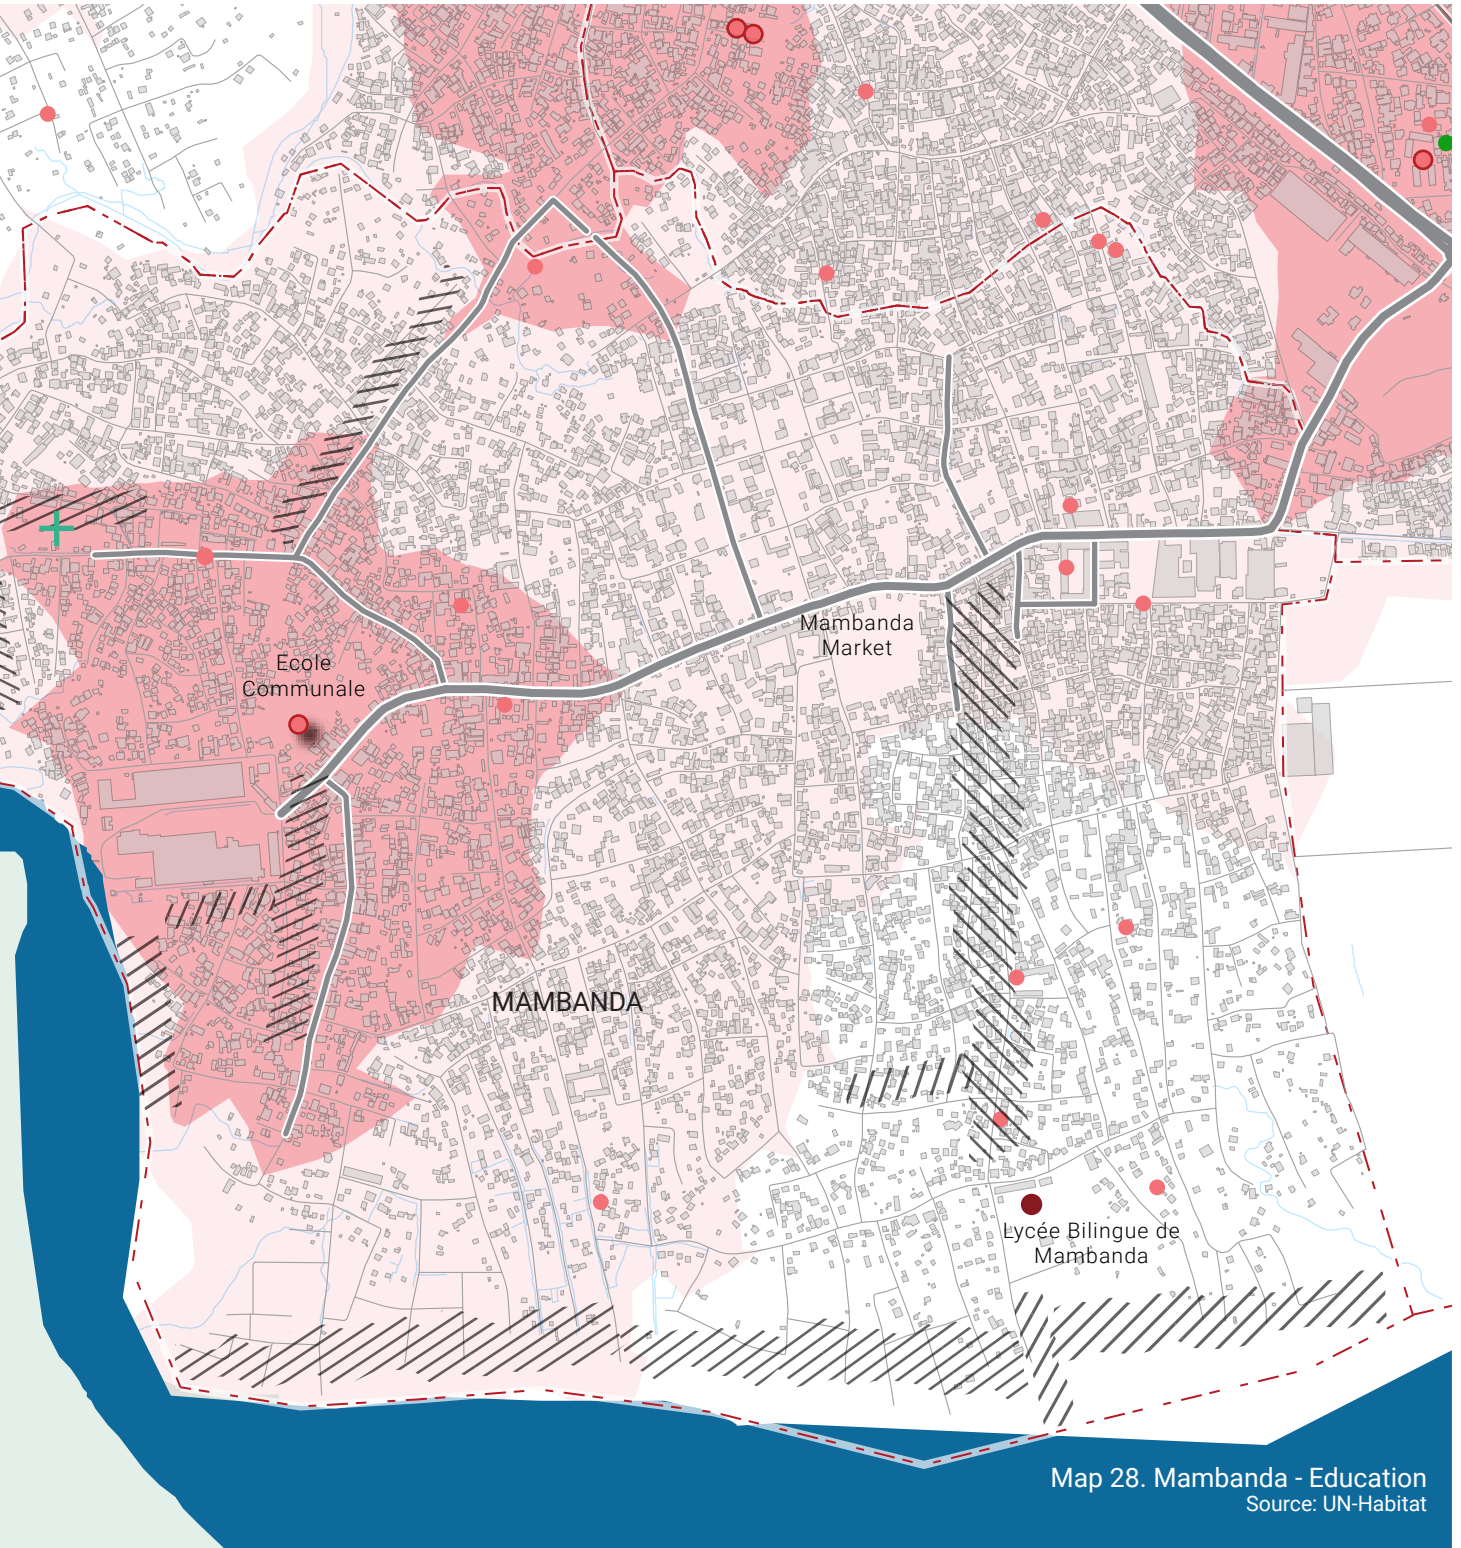 Mambanda
Market
Ecole
Communale
MAMBANDA
Lycée Bilingue de
Mambanda
Map 28. Mambanda - Education
Source: UN-Habitat